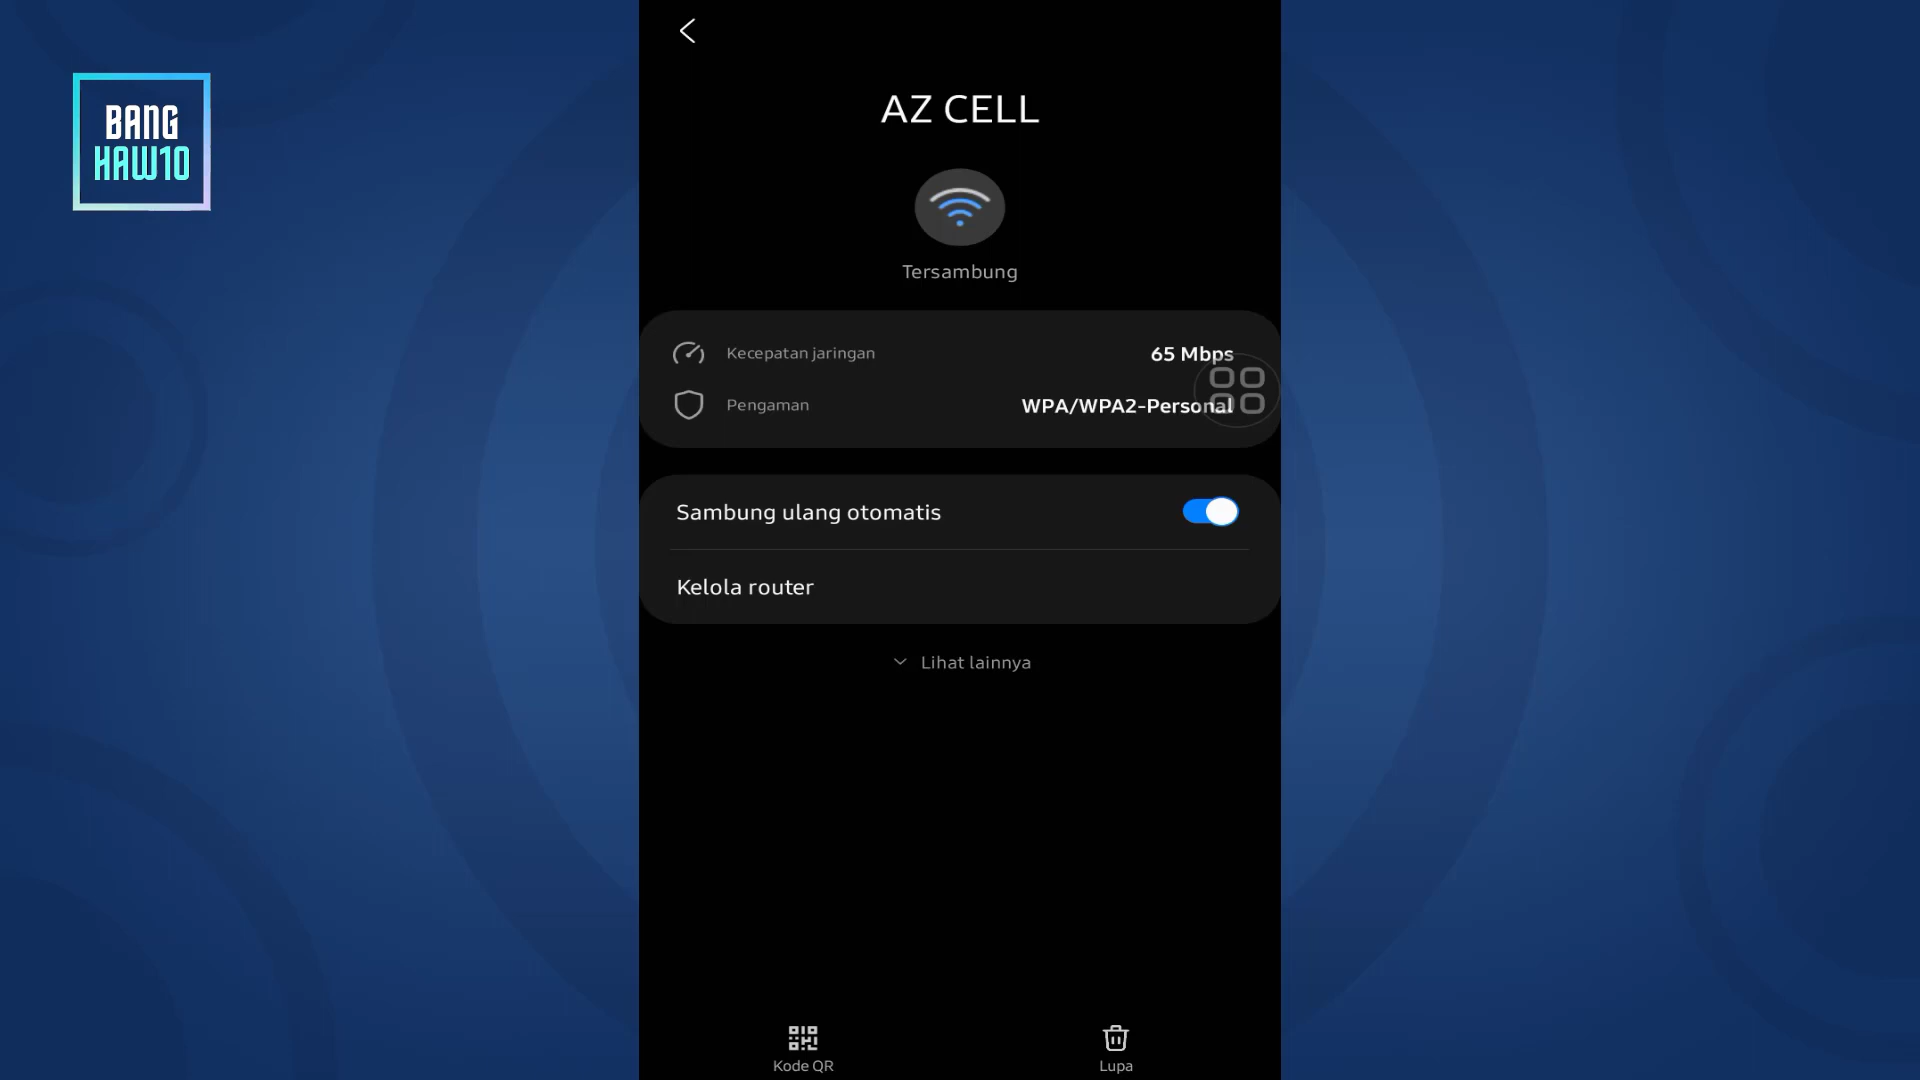 BANG
HAW10
AZ CELL
Tersambung
Kecepatan jaringan 65 Mbps
Pengaman WPA/WPA2-Personal
Sambung ulang otomatis
Kelola router
Lihat lainnya
Kode QR Lupa